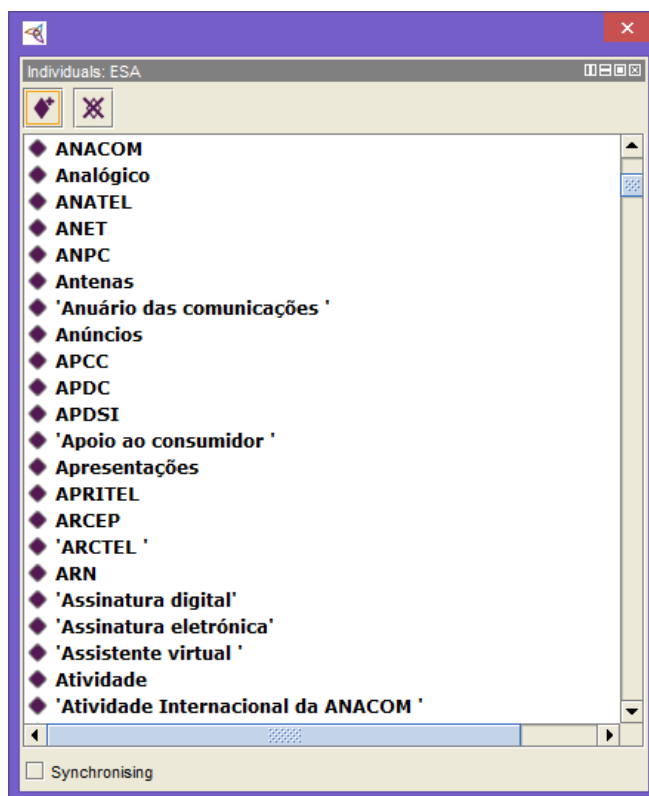 Individuals: ESA
ANACOM
Analógico
ANATEL
ANET
ANPC
Antenas
'Anuário das comunicações '
Anúncios
APCC
APDC
APDSI
'Apoio ao consumidor '
Apresentações
APRITEL
ARCEP
'ARCTEL '
ARN
'Assinatura digital'
'Assinatura eletrónica'
'Assistente virtual '
Atividade
'Atividade Internacional da ANACOM '
Synchronising